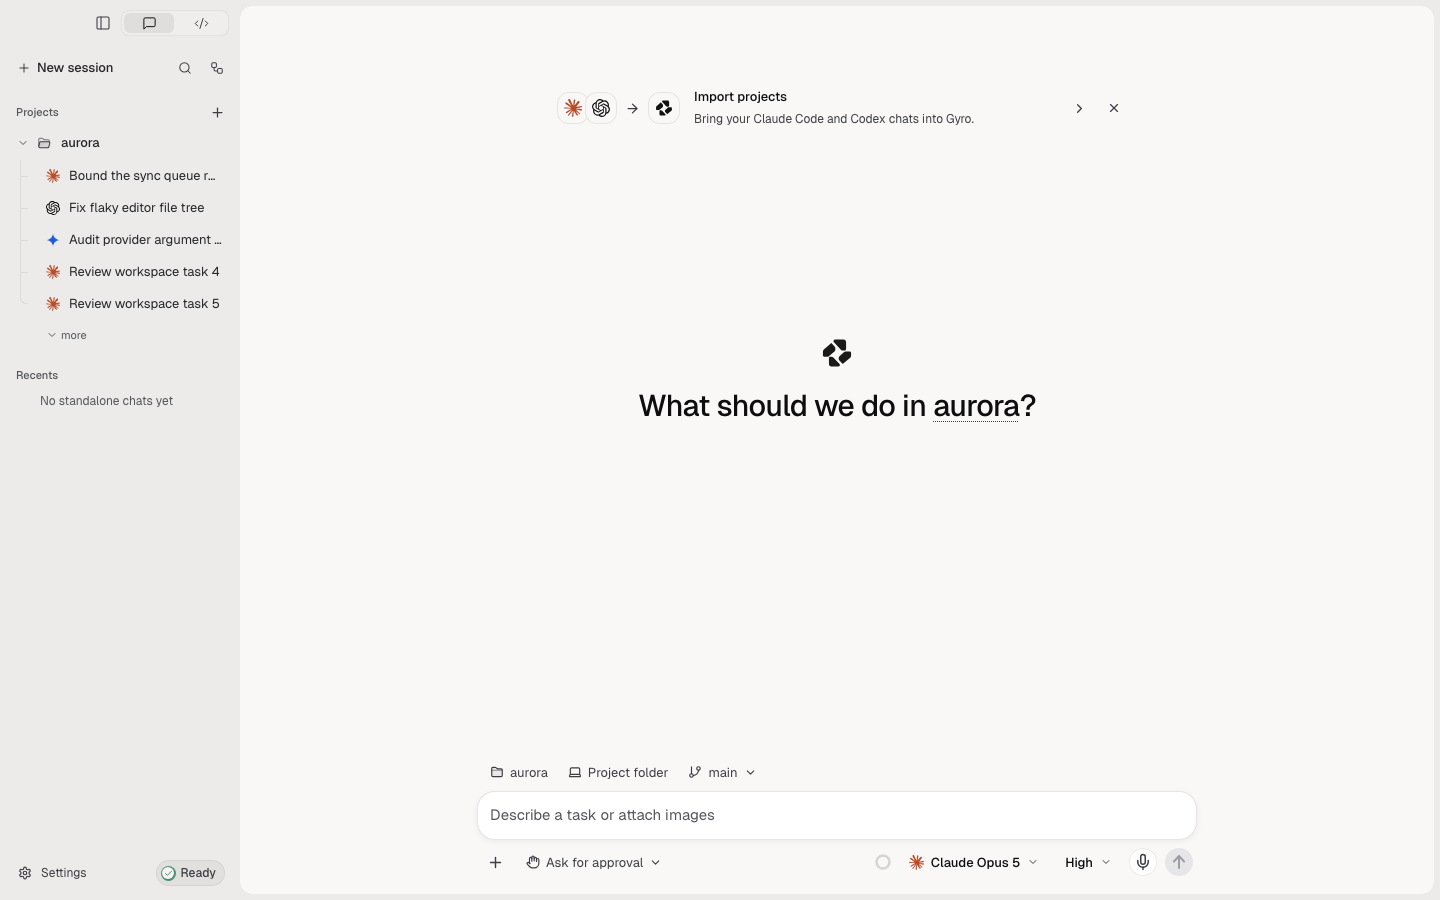 New session
Projects
aurora
Bound the sync queue r...
Fix flaky editor file tree
Audit provider argument ...
Review workspace task 4
Review workspace task 5
more
Recents
No standalone chats yet
Settings
Ready
Import projects
Bring your Claude Code and Codex chats into Gyro.
What should we do in aurora?
aurora Project folder main
Describe a task or attach images
Ask for approval Claude Opus 5 High